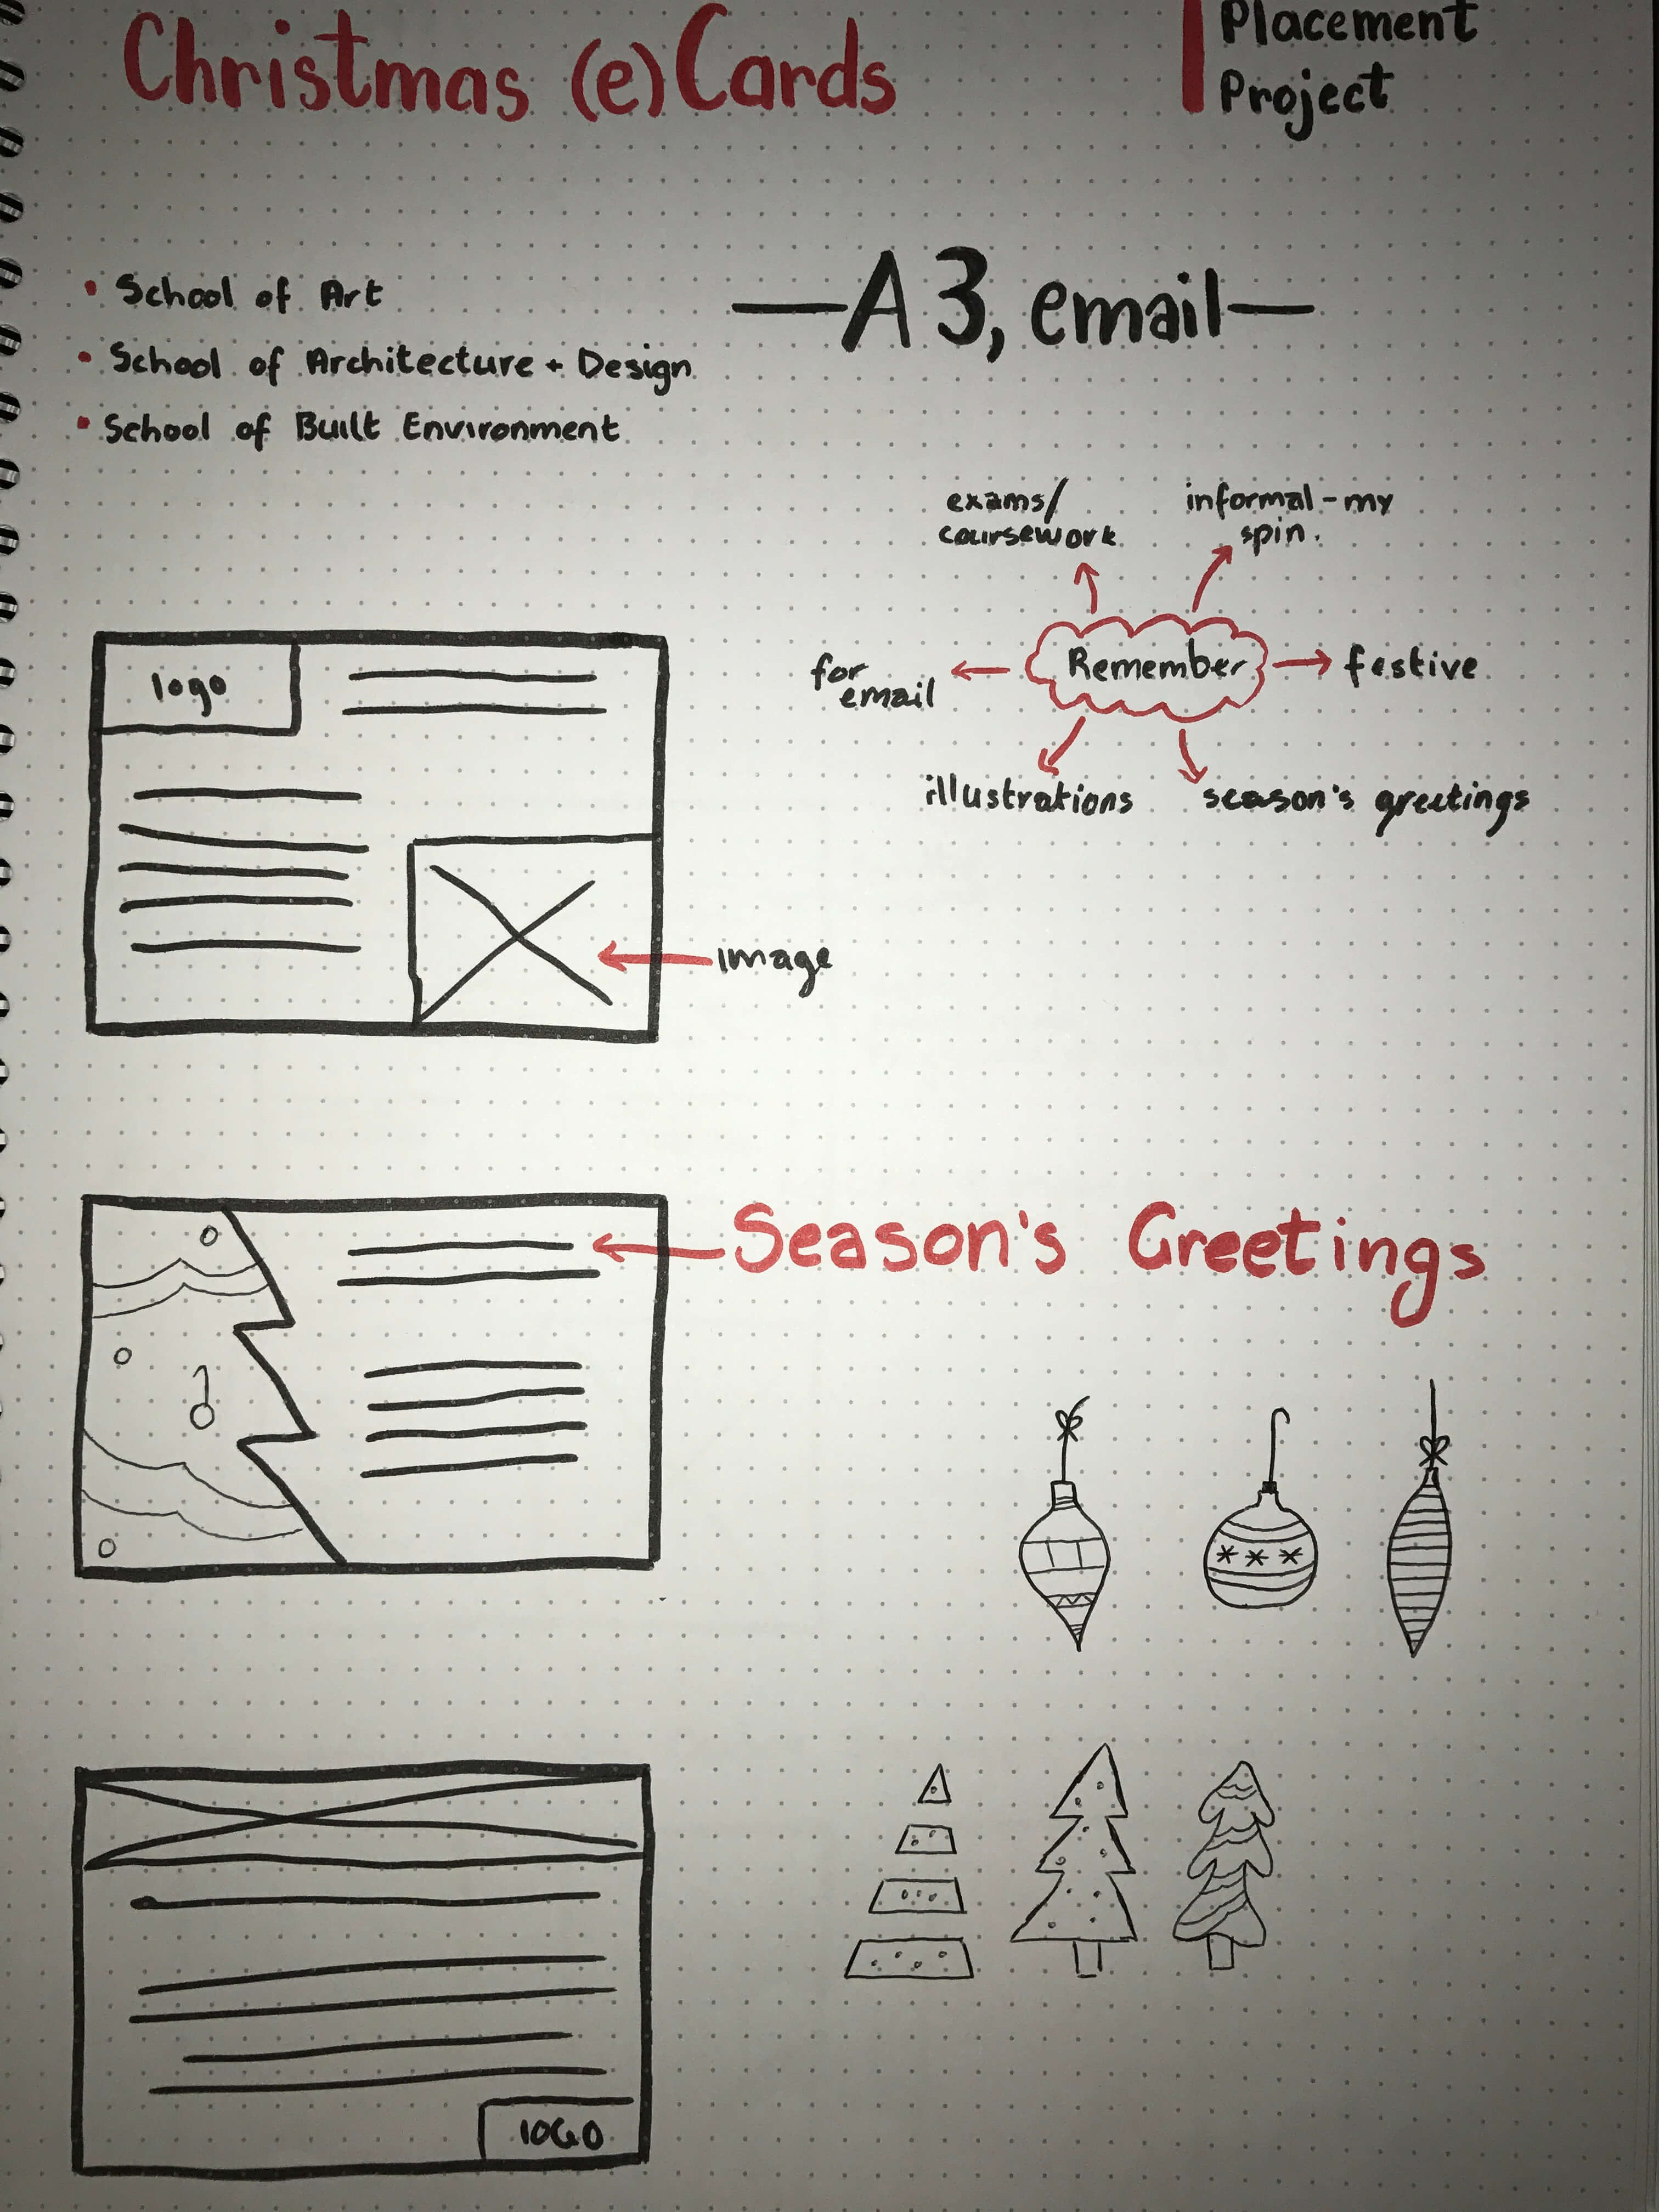 Christmas (e)Cards
Placement
Project
• School of Art
• School of Architecture + Design
• School of Built Environment
—A3, email—
exams/
coursework
informal - my
spin.
for
email
Remember
festive
illustrations
season's greetings
logo
image
Season's Greetings
LOGO